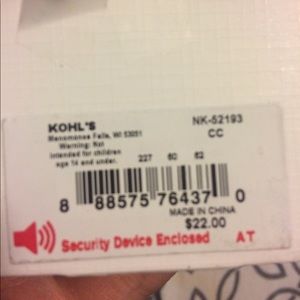 KOHL'S NK-52193
Menomonee Falls, WI 53051 CC
Warning: Not
intended for children
age 14 and under.
227 60 52
8 88575 76437 0
MADE IN CHINA
$22.00
Security Device Enclosed AT